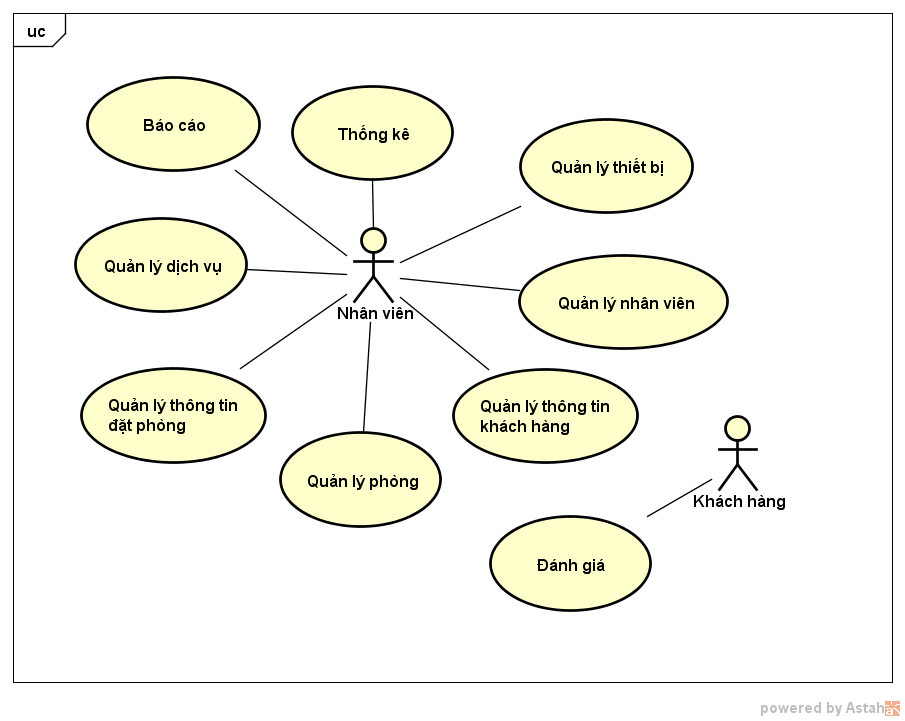 uc
Báo cáo
Thống kê
Quản lý thiết bị
Quản lý dịch vụ
Quản lý nhân viên
Nhân viên
Quản lý thông tin
đặt phòng
Quản lý thông tin
khách hàng
Quản lý phòng
Khách hàng
Đánh giá
powered by Astah